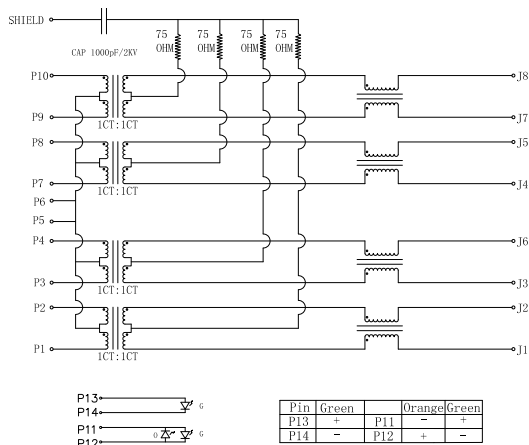 SHIELD
75 OHM
75 OHM
75 OHM
75 OHM
CAP 1000pF/2KV
P10
J8
P9
J7
1CT:1CT
P8
J5
P7
J4
1CT:1CT
P6
P5
P4
J6
P3
J3
1CT:1CT
P2
J2
P1
J1
1CT:1CT
P13
G
P14
P11
O
G
P12
Pin Green Orange Green
P13 + P11 - +
P14 - P12 + -